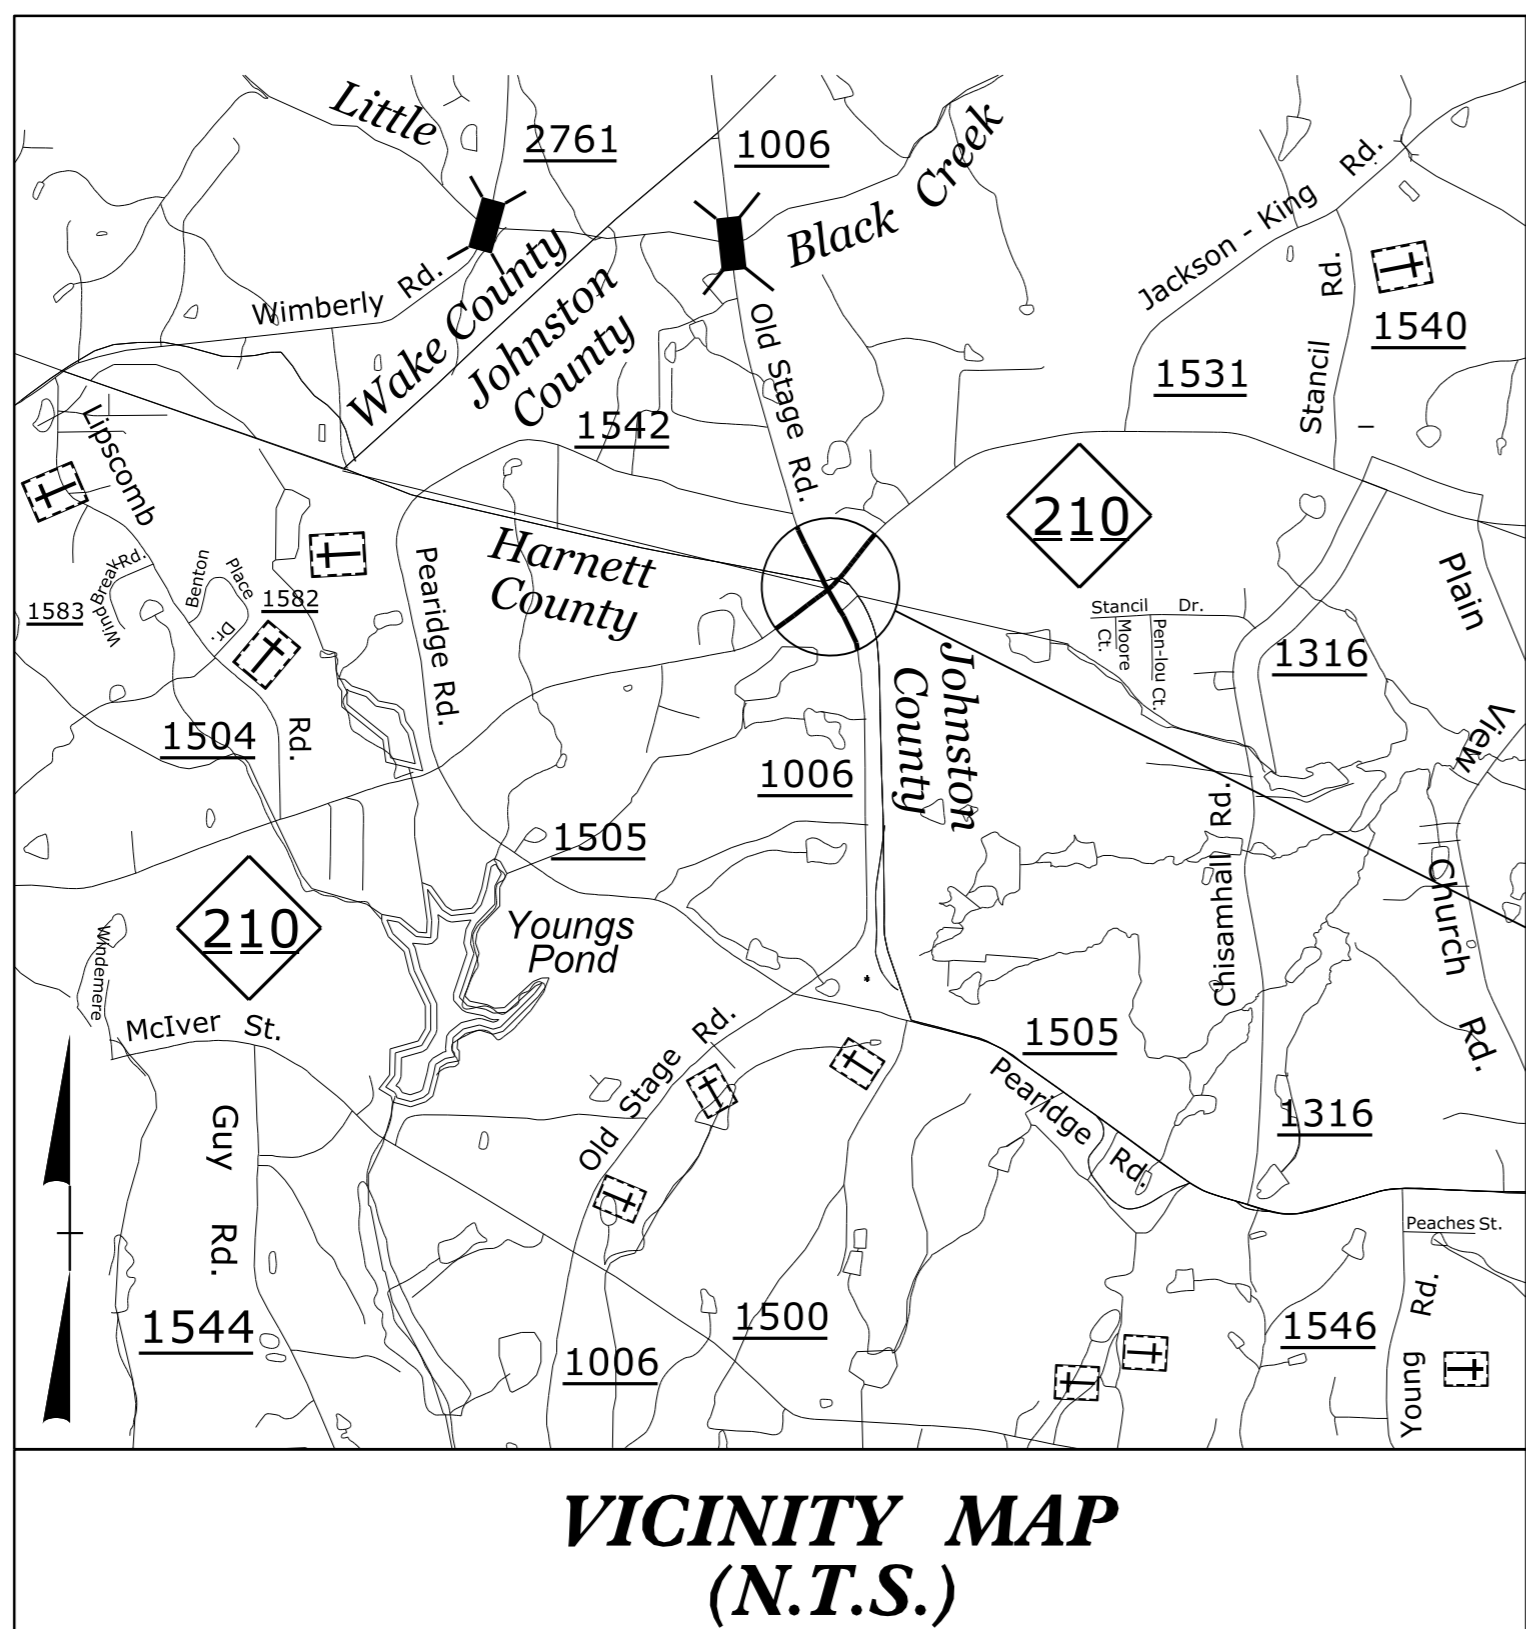 Little
2761
1006
Black Creek
Jackson - King Rd.
Wimberly Rd.
Wake County
Johnston
County
Old Stage Rd.
Stancil Rd.
1540
1531
1542
Lipscomb Rd.
210
Harnett
County
Pearidge Rd.
Wind Break Rd.
Benton Place Dr.
1583
1582
Stancil Dr.
Moore
Ct.
Pen-lou Ct.
1316
Plain View Church Rd.
Johnston
County
1504
1006
Chisamhall Rd.
1505
210
Youngs
Pond
Windemere
McIver St.
Old Stage Rd.
1505
Pearidge Rd.
1316
Guy Rd.
Peaches St.
1544
1500
1006
1546
Young Rd.
VICINITY MAP
(N.T.S.)